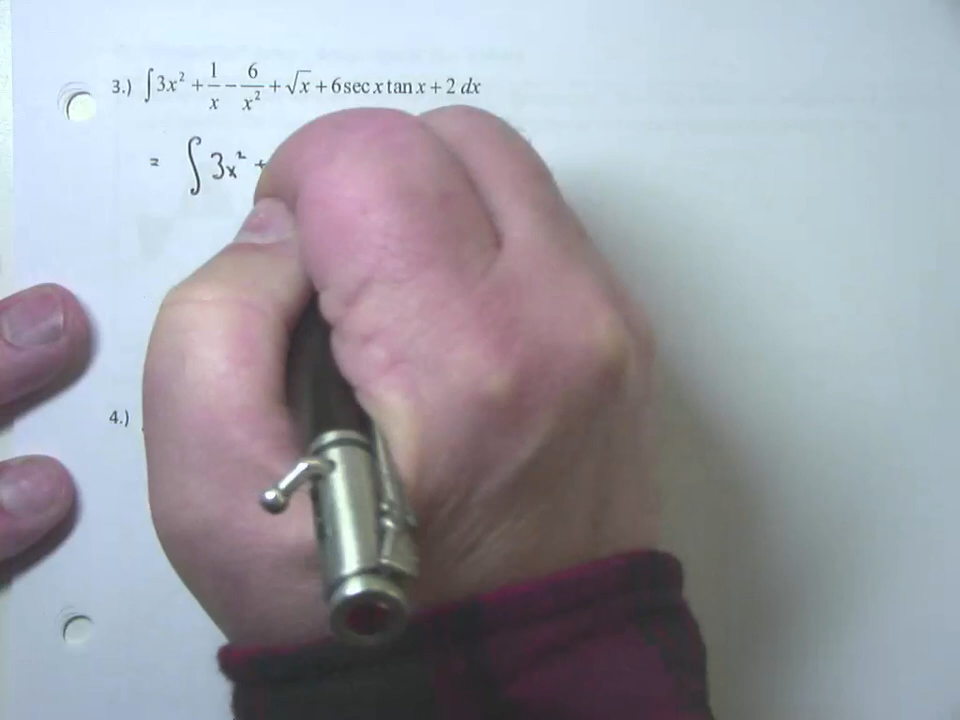 3.) ∫3x² + 1/x − 6/x² + √x + 6 sec x tan x + 2 dx
= ∫ 3x² +
4.)